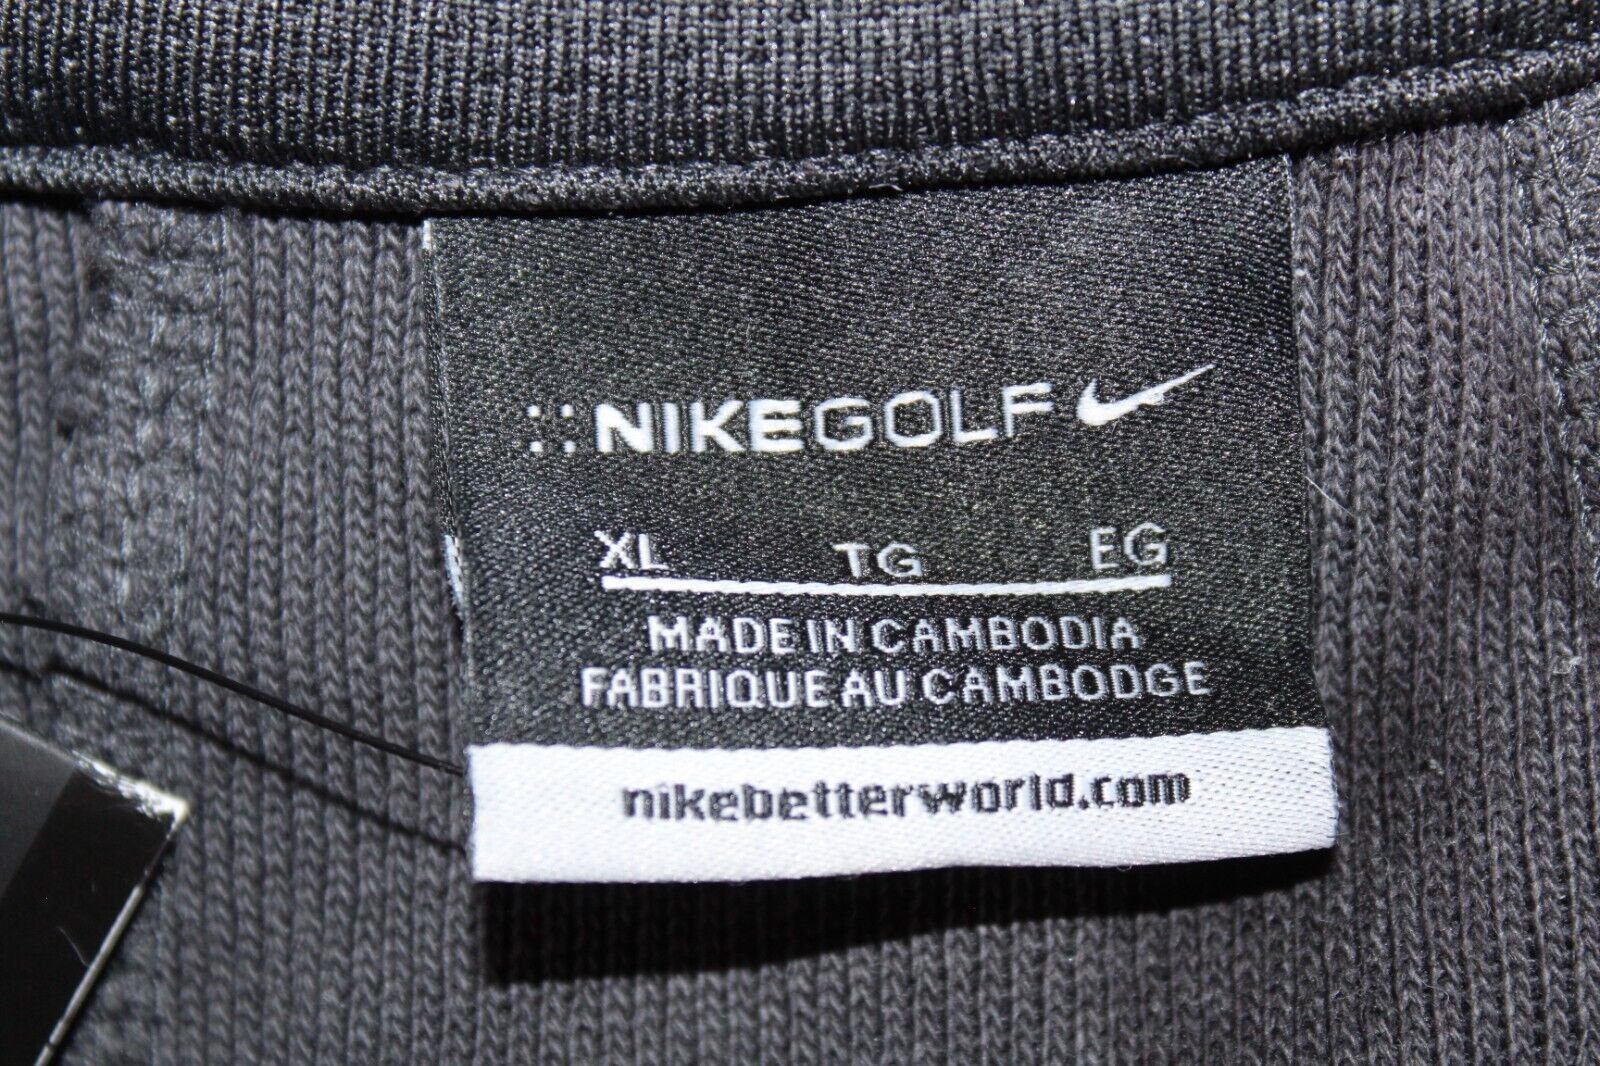 ::NIKEGOLF
XL TG EG
MADE IN CAMBODIA
FABRIQUE AU CAMBODGE
nikebetterworld.com